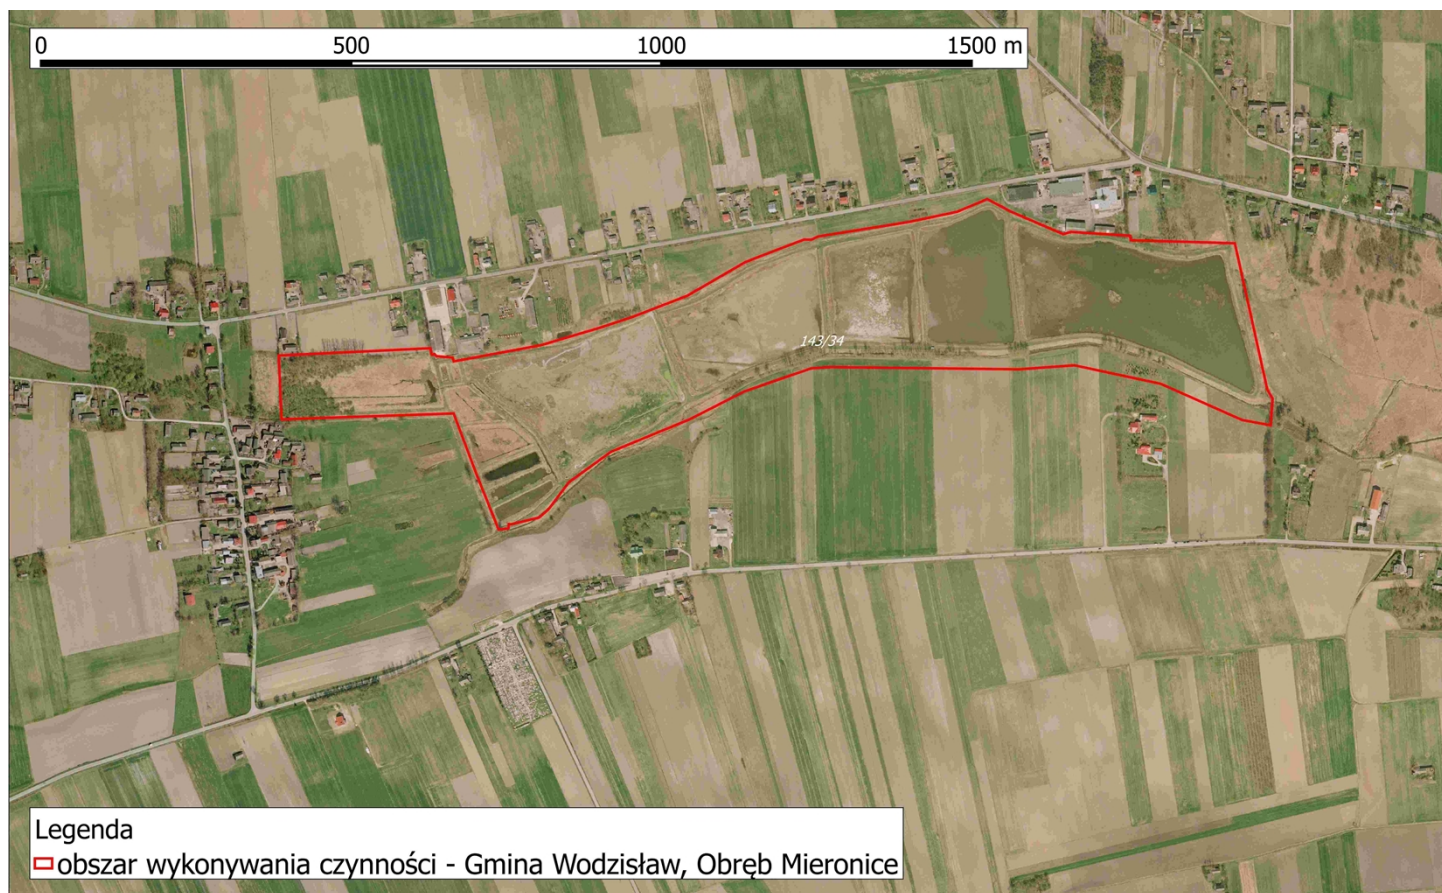 0 500 1000 1500 m
143/34
Legenda
obszar wykonywania czynności - Gmina Wodzisław, Obręb Mieronice